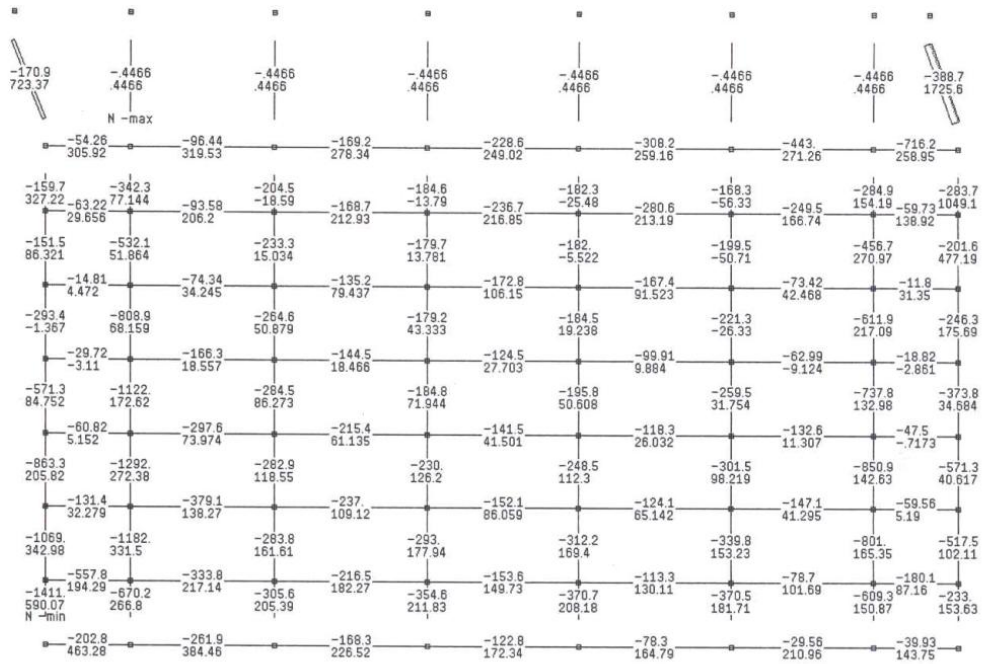 -170.9 -.4466 -.4466 -.4466 -.4466 -.4466 -.4466 -388.7
723.37 .4466 .4466 .4466 .4466 .4466 .4466 1725.6
N -max
-54.26 -96.44 -169.2 -228.6 -308.2 -443. -716.2
305.92 319.53 278.34 249.02 259.16 271.26 258.95
-159.7 -342.3 -204.5 -184.6 -182.3 -168.3 -284.9 -283.7
327.22 77.144 -18.59 -13.79 -25.48 -56.33 154.19 1049.1
-63.22 -93.58 -168.7 -236.7 -280.6 -249.5 -59.73
29.656 206.2 212.93 216.85 213.19 166.74 138.92
-151.5 -532.1 -233.3 -179.7 -182. -199.5 -456.7 -201.6
86.321 51.864 15.034 13.781 -5.522 -50.71 270.97 477.19
-14.81 -74.34 -135.2 -172.8 -167.4 -73.42 -11.8
4.472 34.245 79.437 106.15 91.523 42.468 31.35
-293.4 -808.9 -264.6 -179.2 -184.5 -221.3 -611.9 -246.3
-1.367 68.159 50.879 43.333 19.238 -26.33 217.09 175.69
-29.72 -166.3 -144.5 -124.5 -99.91 -62.99 -18.82
-3.11 18.557 18.466 27.703 9.884 -9.124 -2.861
-571.3 -1122. -284.5 -184.8 -195.8 -259.5 -737.8 -373.8
84.752 172.62 86.273 71.944 50.608 31.754 132.98 34.684
-60.82 -297.6 -215.4 -141.5 -118.3 -132.6 -47.5
5.152 73.974 61.135 41.501 26.032 11.307 -.7173
-863.3 -1292. -282.9 -230. -248.5 -301.5 -850.9 -571.3
205.82 272.38 118.55 126.2 112.3 98.219 142.63 40.617
-131.4 -379.1 -237. -152.1 -124.1 -147.1 -59.56
32.279 138.27 109.12 86.059 65.142 41.295 5.19
-1069. -1182. -283.8 -293. -312.2 -339.8 -801. -517.5
342.98 331.5 161.61 177.94 169.4 153.23 165.35 102.11
-557.8 -333.8 -216.5 -153.6 -113.3 -78.7 -180.1
194.29 217.14 182.27 149.73 130.11 101.69 87.16
-1411. -670.2 -305.6 -354.6 -370.7 -370.5 -609.3 -233.
590.07 266.8 205.39 211.83 208.18 181.71 150.87 153.63
N -min
-202.8 -261.9 -168.3 -122.8 -78.3 -29.56 -39.93
463.28 384.46 226.52 172.34 164.79 210.96 143.75